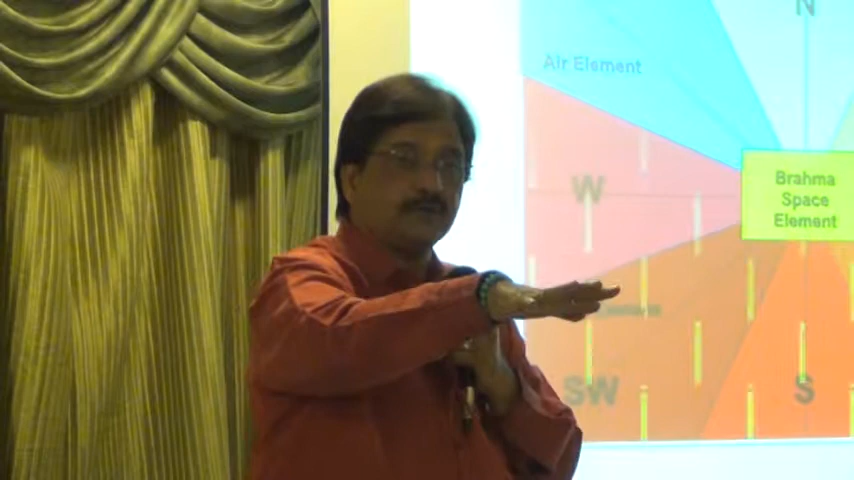 N
Air Element
W
Brahma
Space
Element
SW
S